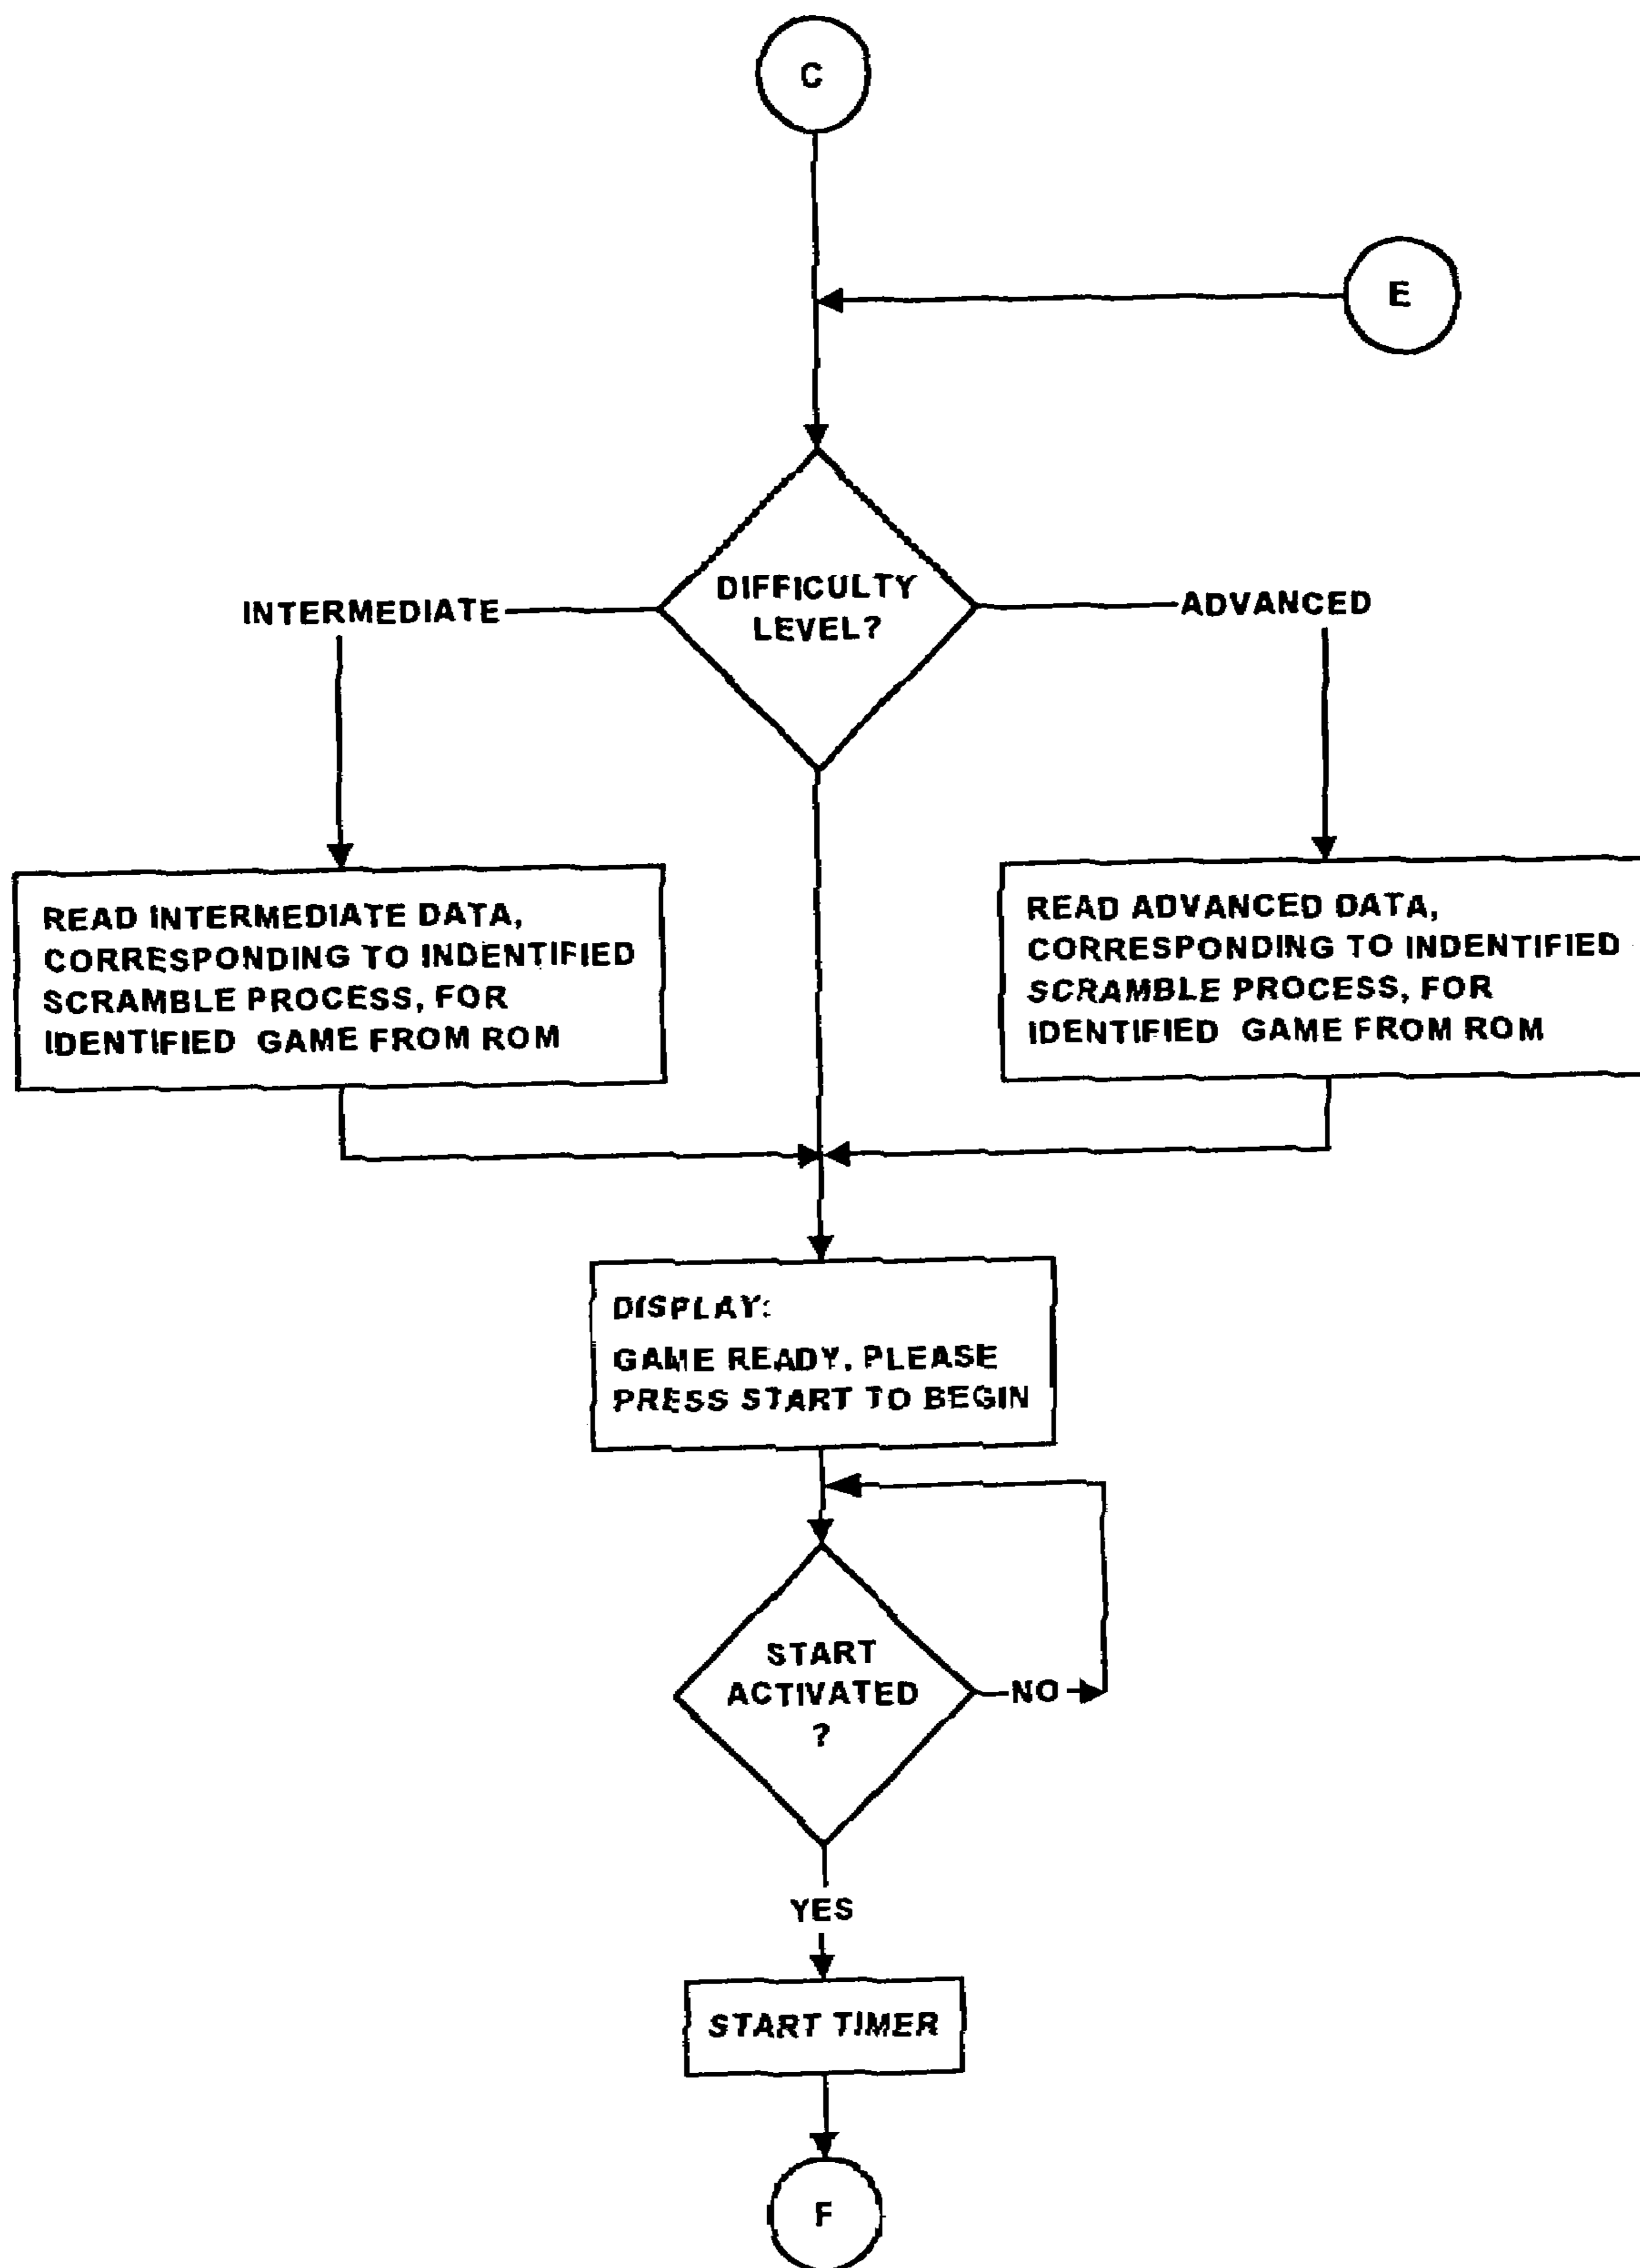 C
E
DIFFICULTY
LEVEL?
INTERMEDIATE
ADVANCED
READ INTERMEDIATE DATA,
CORRESPONDING TO INDENTIFIED
SCRAMBLE PROCESS, FOR
IDENTIFIED GAME FROM ROM
READ ADVANCED DATA,
CORRESPONDING TO INDENTIFIED
SCRAMBLE PROCESS, FOR
IDENTIFIED GAME FROM ROM
DISPLAY:
GAME READY. PLEASE
PRESS START TO BEGIN
START
ACTIVATED
?
NO
YES
START TIMER
F